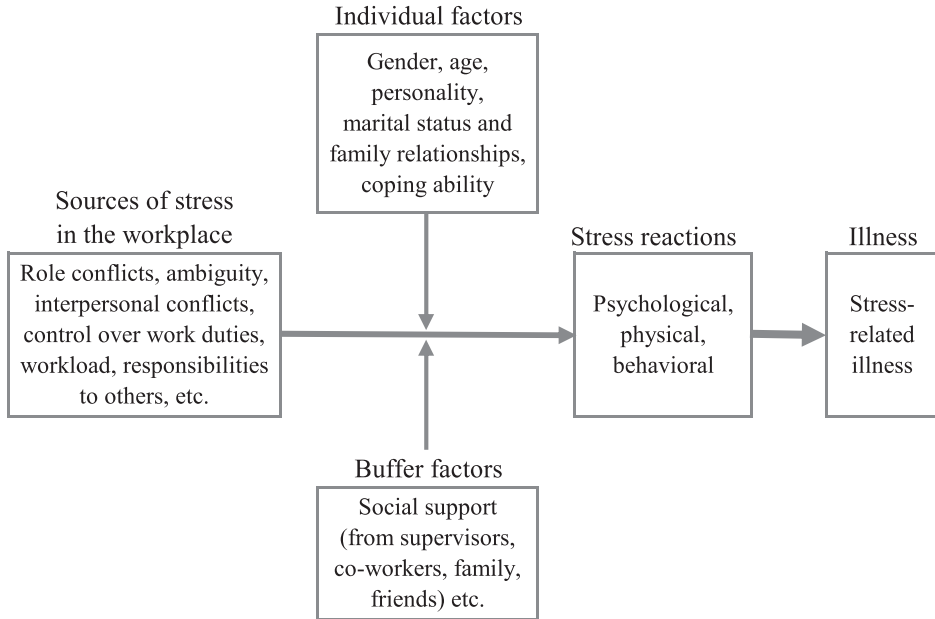 Individual factors
Gender, age,
personality,
marital status and
family relationships,
coping ability
Sources of stress
in the workplace
Role conflicts, ambiguity,
interpersonal conflicts,
control over work duties,
workload, responsibilities
to others, etc.
Stress reactions
Psychological,
physical,
behavioral
Illness
Stress-
related
illness
Buffer factors
Social support
(from supervisors,
co-workers, family,
friends) etc.